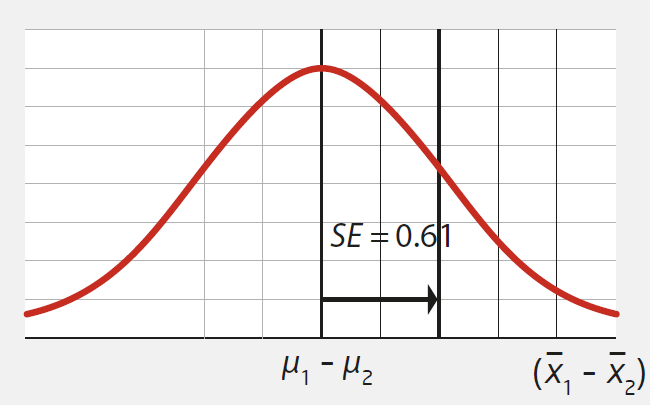 SE = 0.61
μ₁ - μ₂
(x̄₁ - x̄₂)